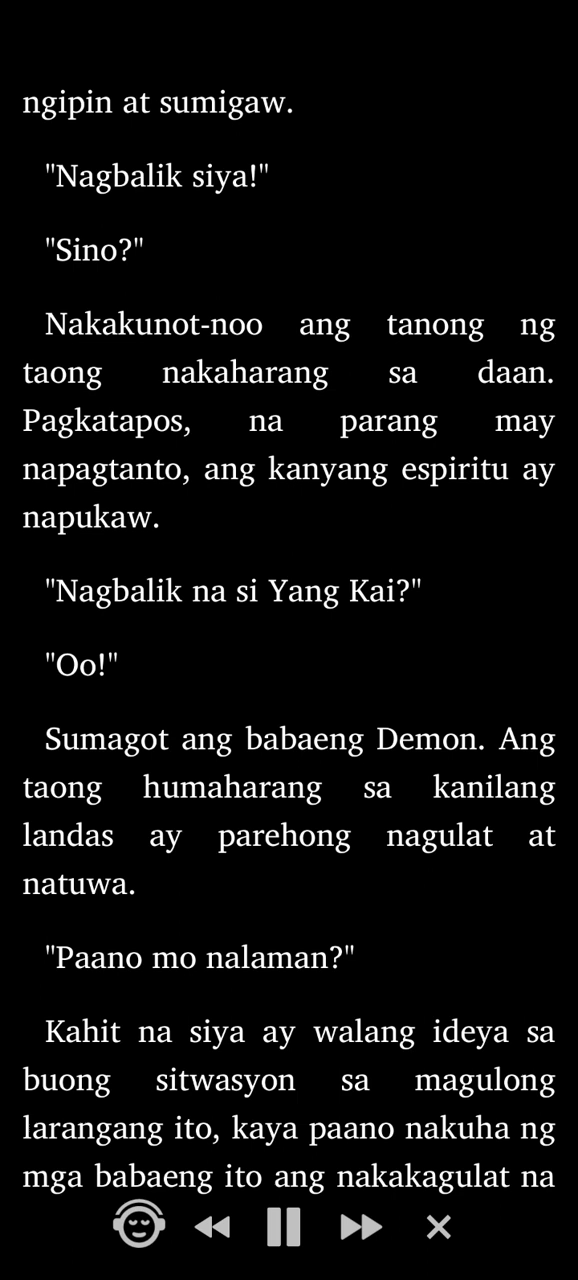 ngipin at sumigaw.
"Nagbalik siya!"
"Sino?"
Nakakunot-noo ang tanong ng
taong nakaharang sa daan.
Pagkatapos, na parang may
napagtanto, ang kanyang espiritu ay
napukaw.
"Nagbalik na si Yang Kai?"
"Oo!"
Sumagot ang babaeng Demon. Ang
taong humaharang sa kanilang
landas ay parehong nagulat at
natuwa.
"Paano mo nalaman?"
Kahit na siya ay walang ideya sa
buong sitwasyon sa magulong
larangang ito, kaya paano nakuha ng
mga babaeng ito ang nakakagulat na